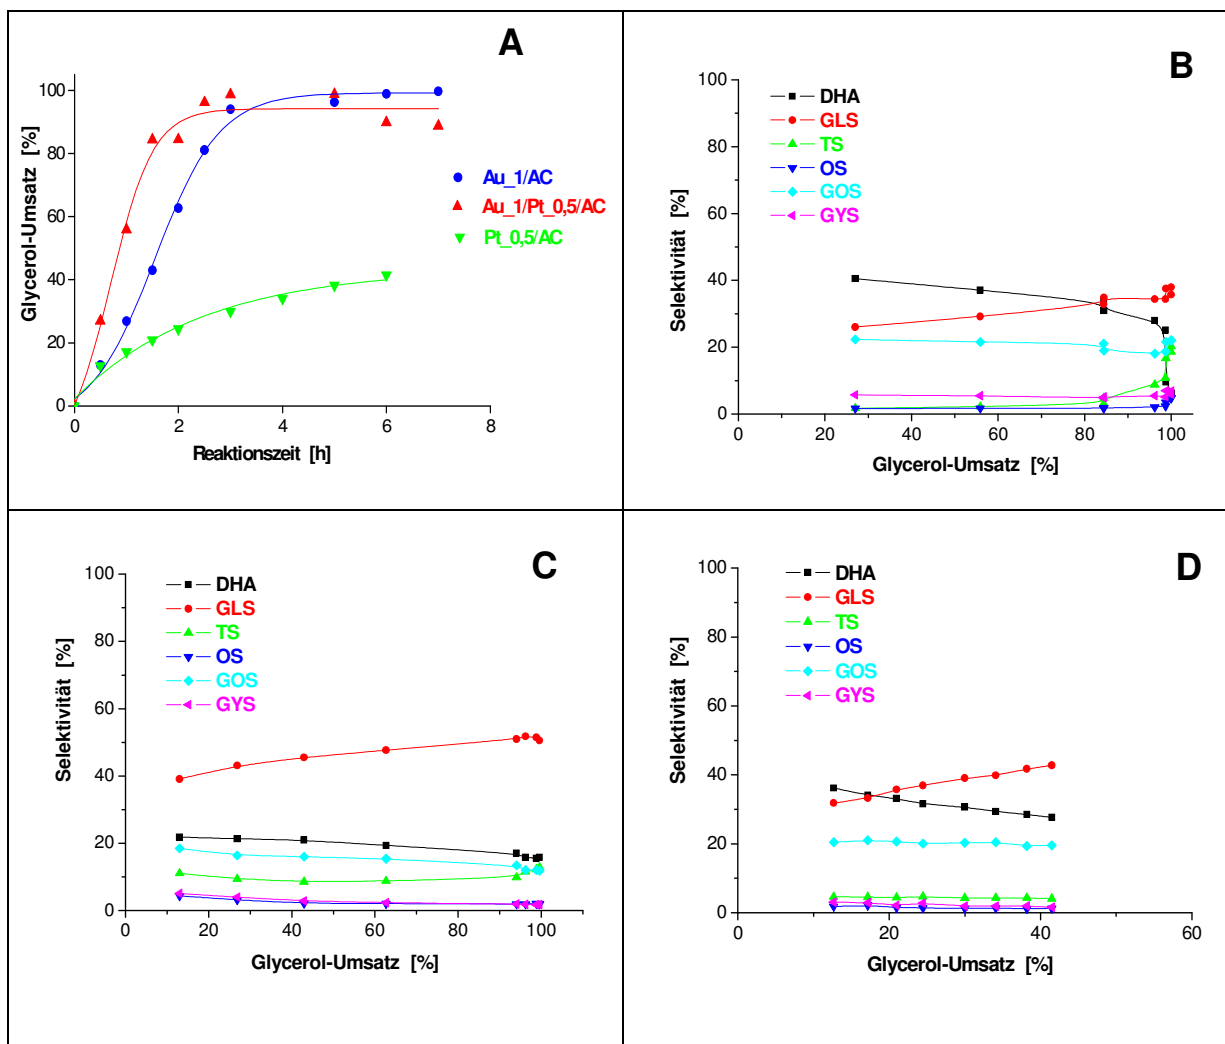 A
100
80
60
40
20
0
Glycerol-Umsatz [%]
0 2 4 6 8
Reaktionszeit [h]
Au_1/AC
Au_1/Pt_0,5/AC
Pt_0,5/AC
B
100
80
60
40
20
0
Selektivität [%]
DHA
GLS
TS
OS
GOS
GYS
0 20 40 60 80 100
Glycerol-Umsatz [%]
C
100
80
60
40
20
0
Selektivität [%]
DHA
GLS
TS
OS
GOS
GYS
0 20 40 60 80 100
Glycerol-Umsatz [%]
D
100
80
60
40
20
0
Selektivität [%]
DHA
GLS
TS
OS
GOS
GYS
0 20 40 60
Glycerol-Umsatz [%]